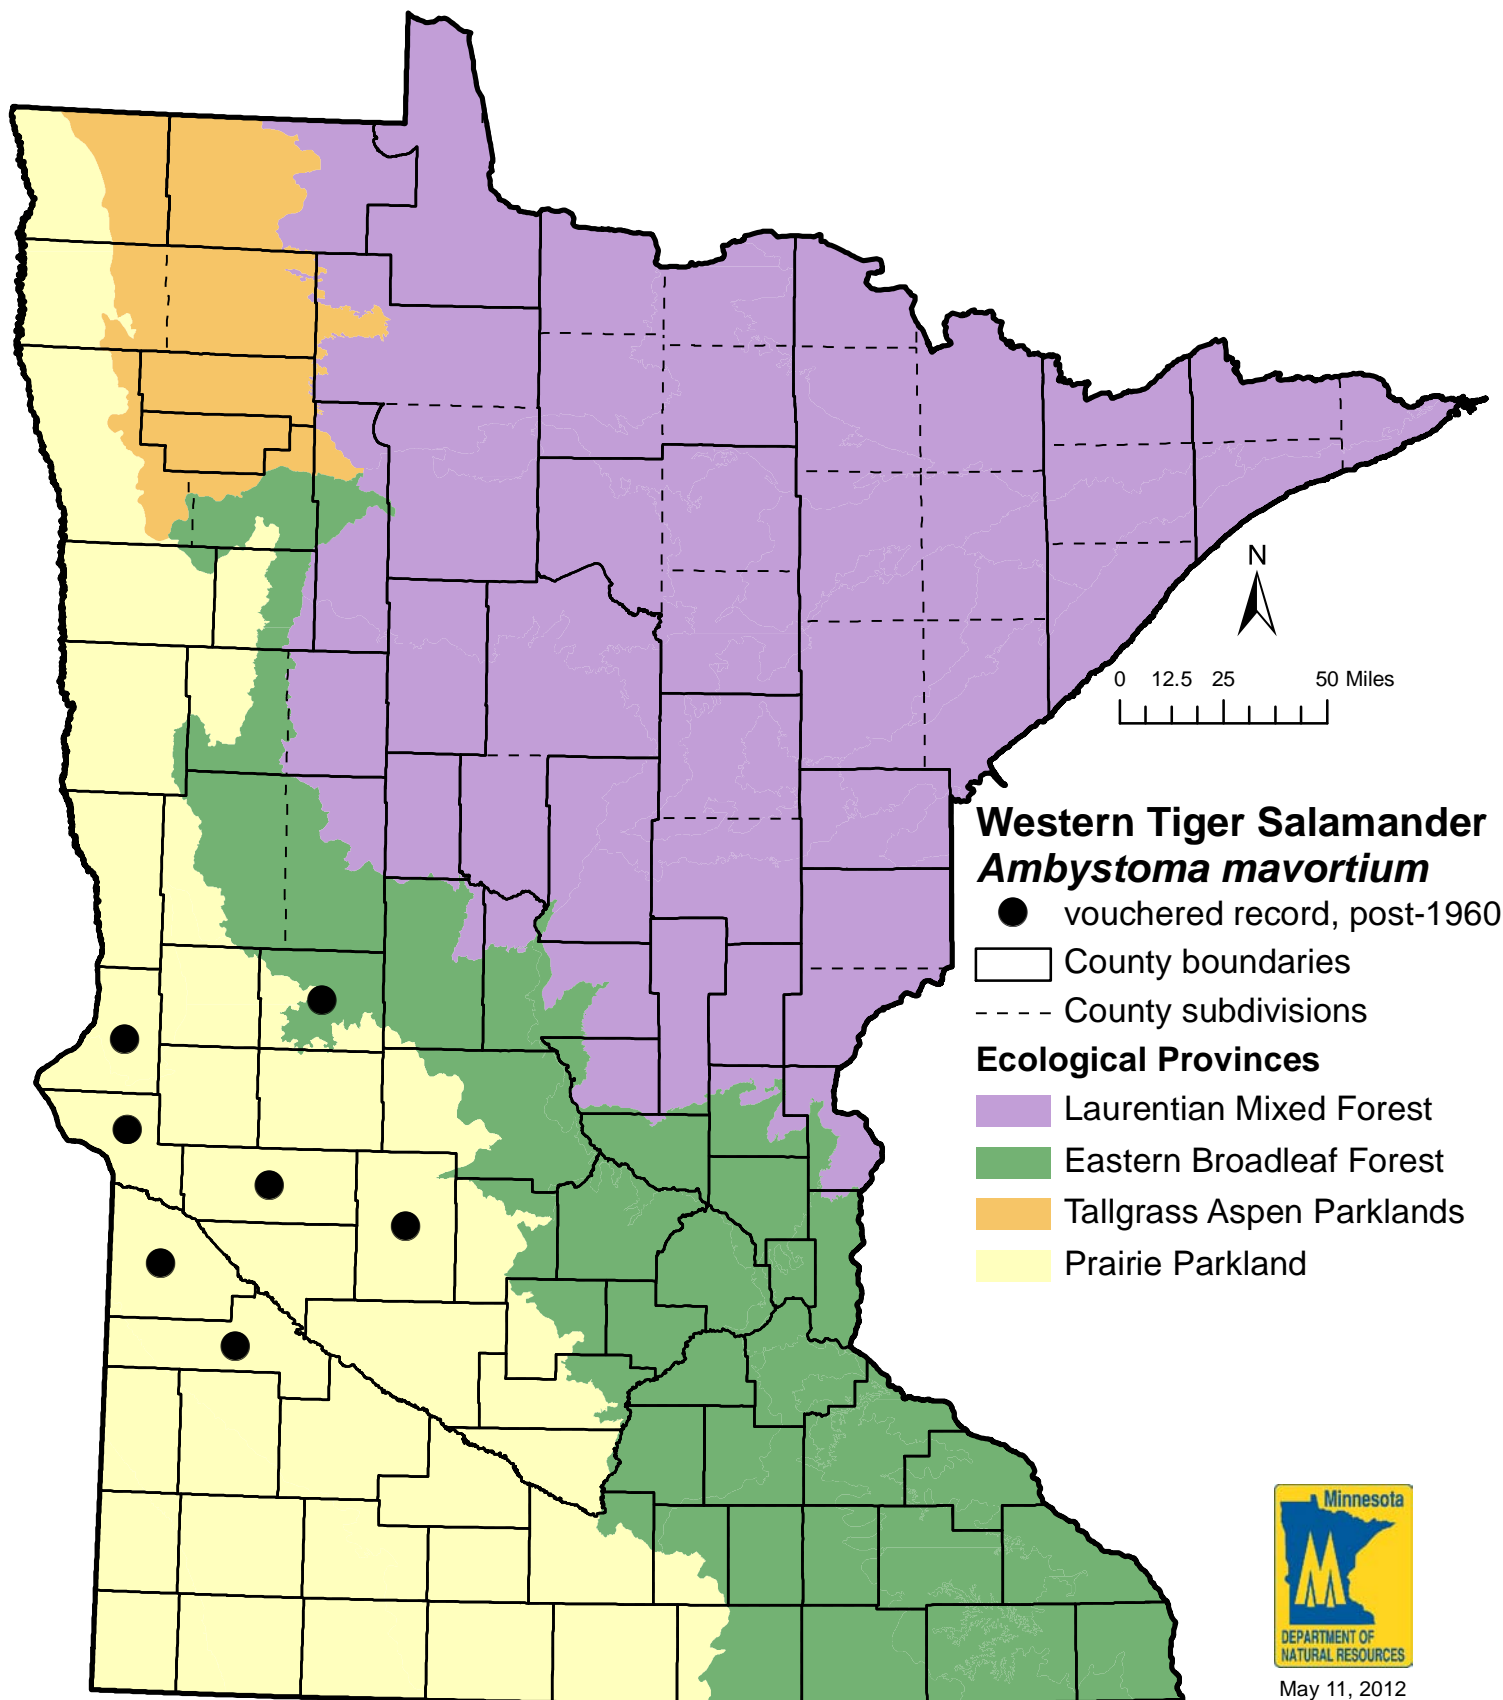 N
0 12.5 25 50 Miles
Western Tiger Salamander
Ambystoma mavortium
vouchered record, post-1960
County boundaries
County subdivisions
Ecological Provinces
Laurentian Mixed Forest
Eastern Broadleaf Forest
Tallgrass Aspen Parklands
Prairie Parkland
Minnesota
DEPARTMENT OF
NATURAL RESOURCES
May 11, 2012